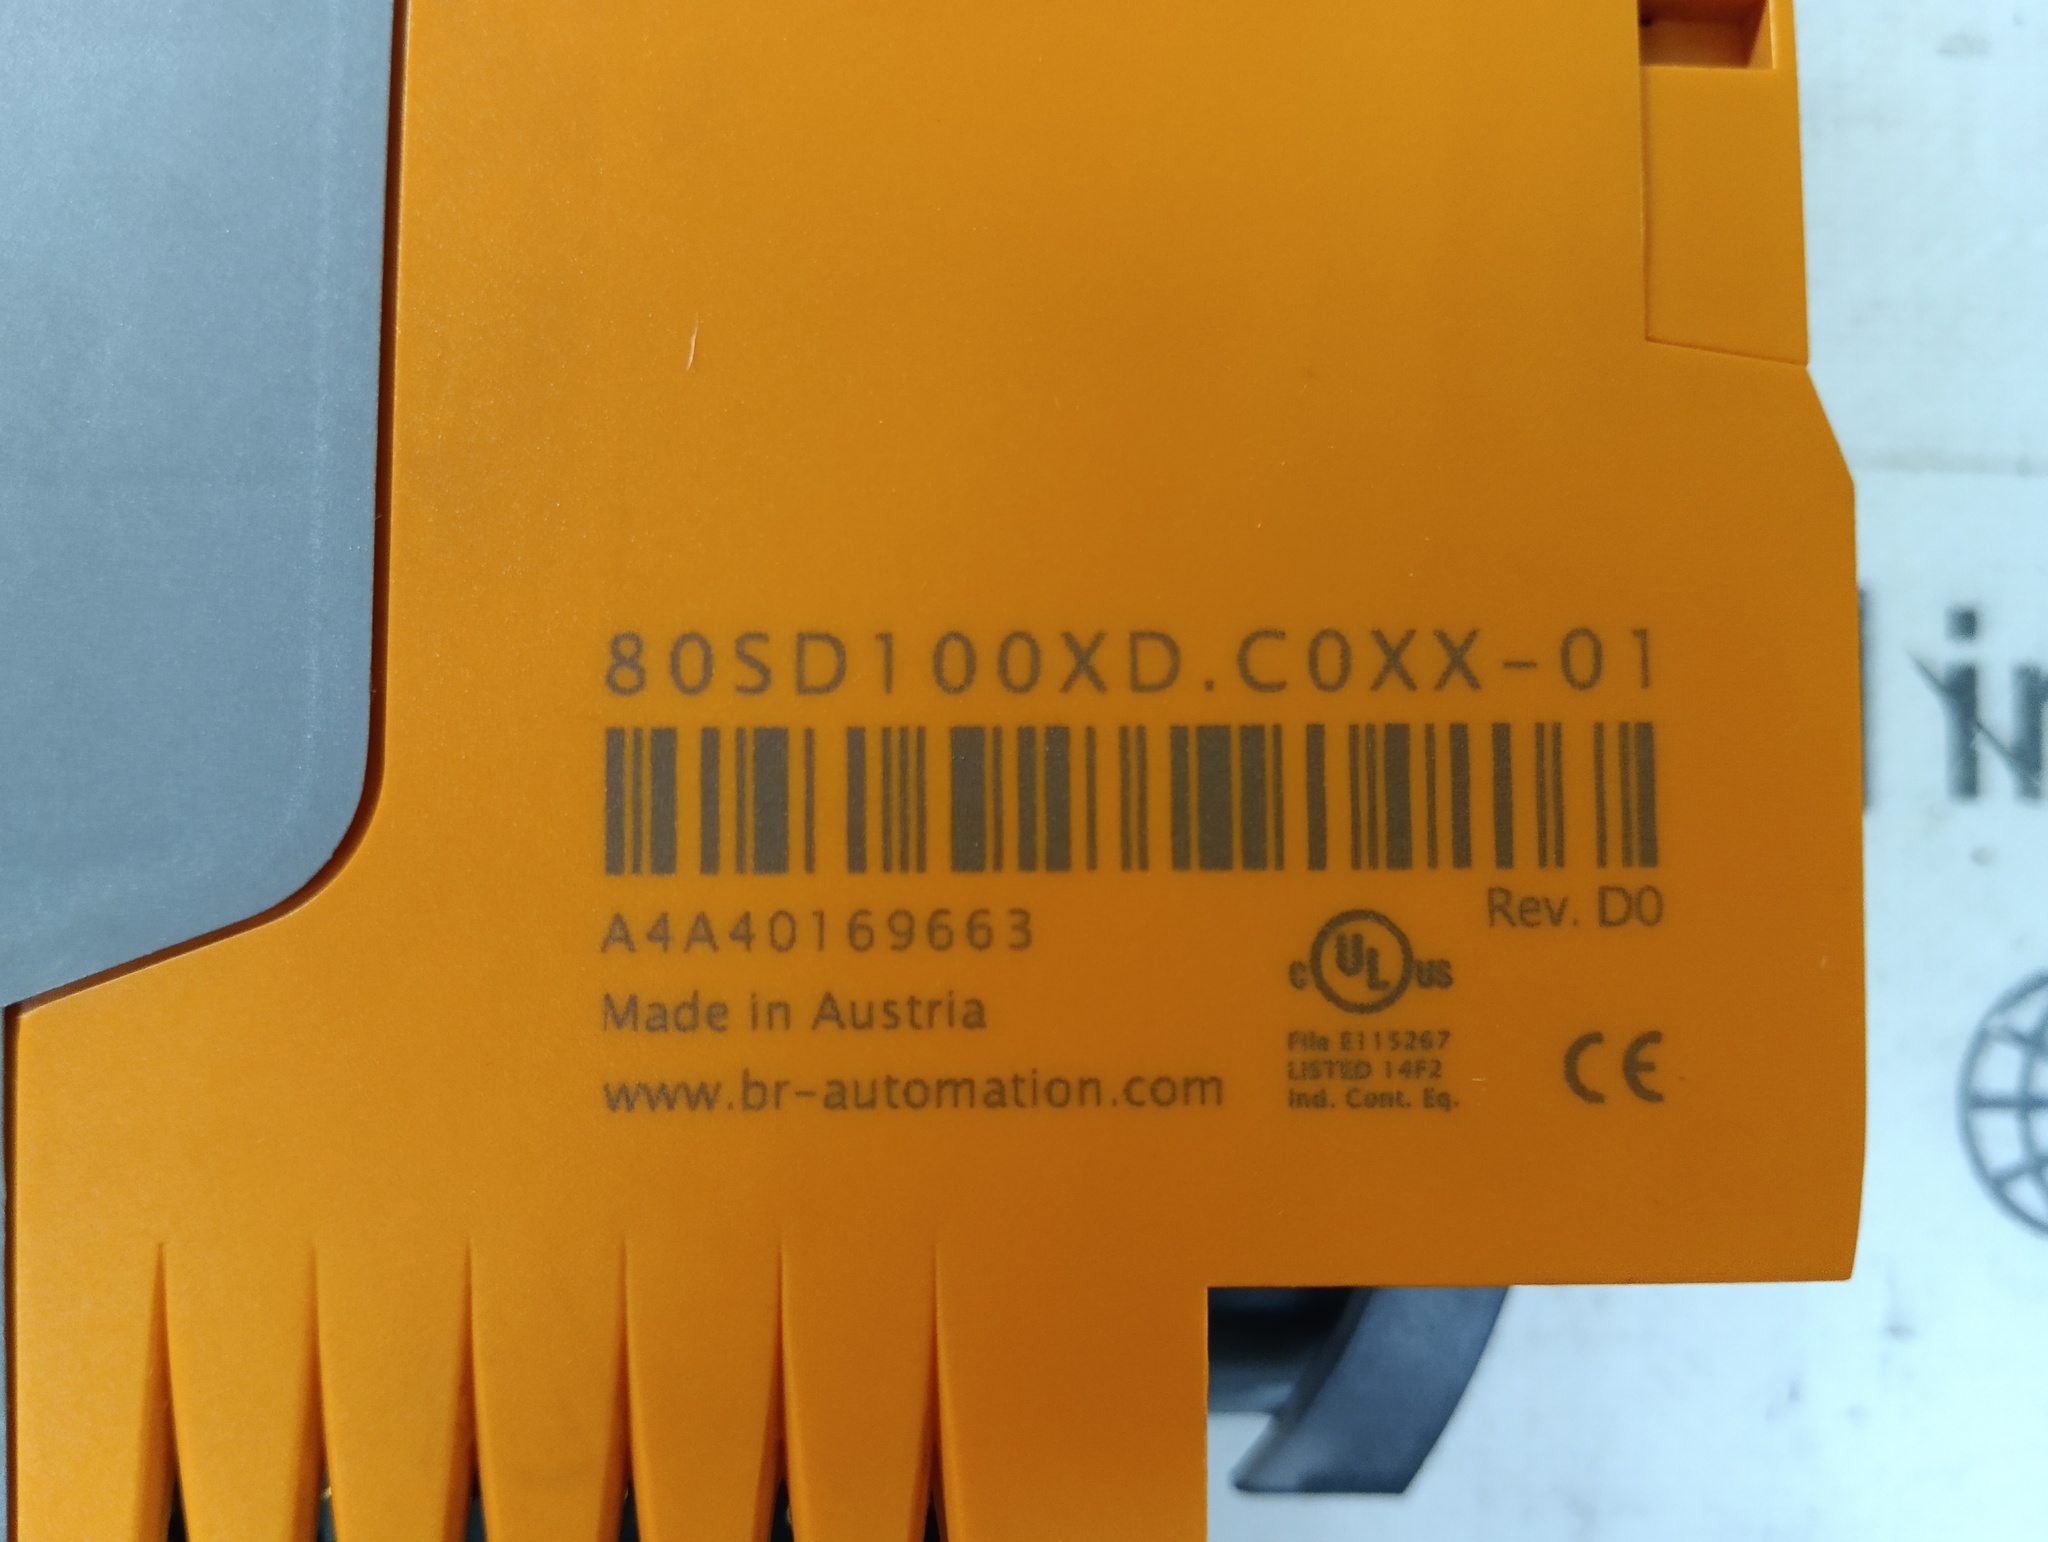 80SD100XD.C0XX-01
Rev. D0
A4A40169663
Made in Austria
www.br-automation.com
c UL US
File E115267
LISTED 14F2
Ind. Cont. Eq.
CE